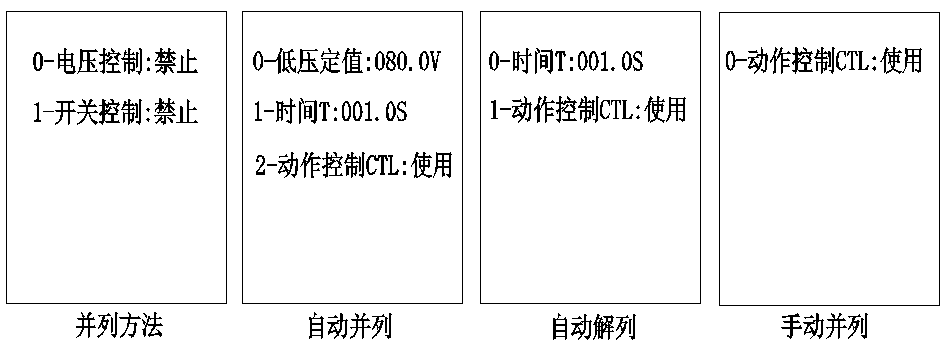 0-电压控制:禁止
1-开关控制:禁止
并列方法
0-低压定值:080.0V
1-时间T:001.0S
2-动作控制CTL:使用
自动并列
0-时间T:001.0S
1-动作控制CTL:使用
自动解列
0-动作控制CTL:使用
手动并列